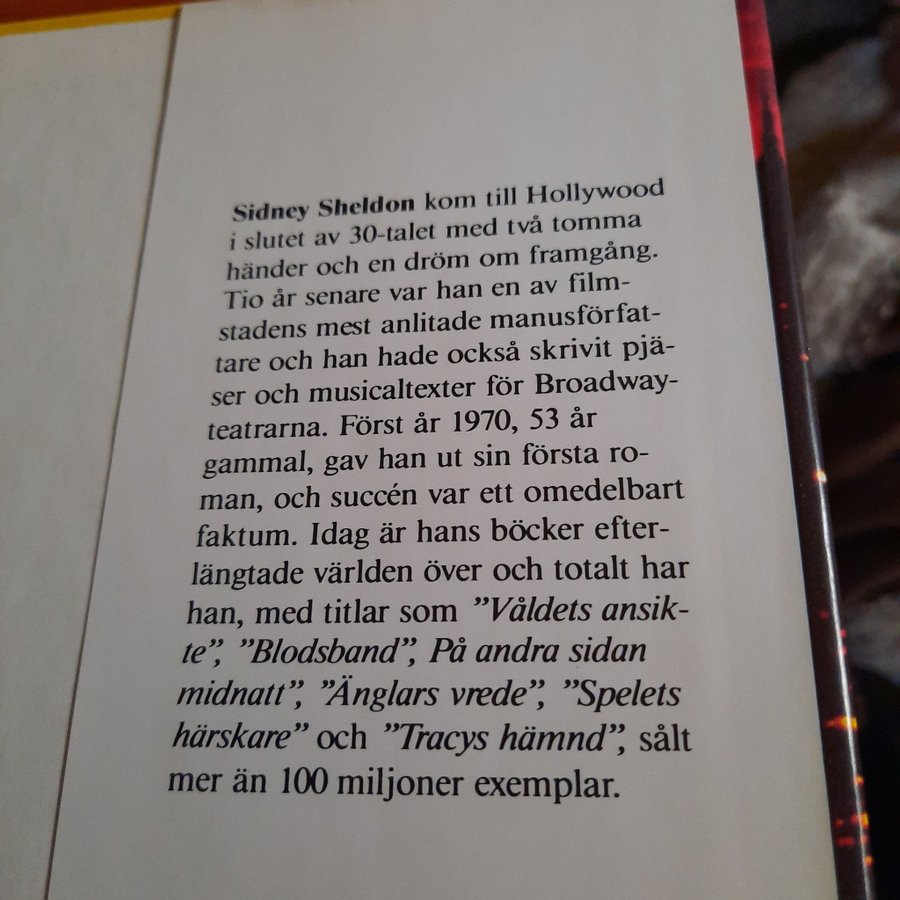 Sidney Sheldon kom till Hollywood
i slutet av 30-talet med två tomma
händer och en dröm om framgång.
Tio år senare var han en av film-
stadens mest anlitade manusförfat-
tare och han hade också skrivit pjä-
ser och musicaltexter för Broadway-
teatrarna. Först år 1970, 53 år
gammal, gav han ut sin första ro-
man, och succén var ett omedelbart
faktum. Idag är hans böcker efter-
längtade världen över och totalt har
han, med titlar som ”Våldets ansik-
te”, ”Blodsband”, På andra sidan
midnatt”, ”Änglars vrede”, ”Spelets
härskare” och ”Tracys hämnd”, sålt
mer än 100 miljoner exemplar.